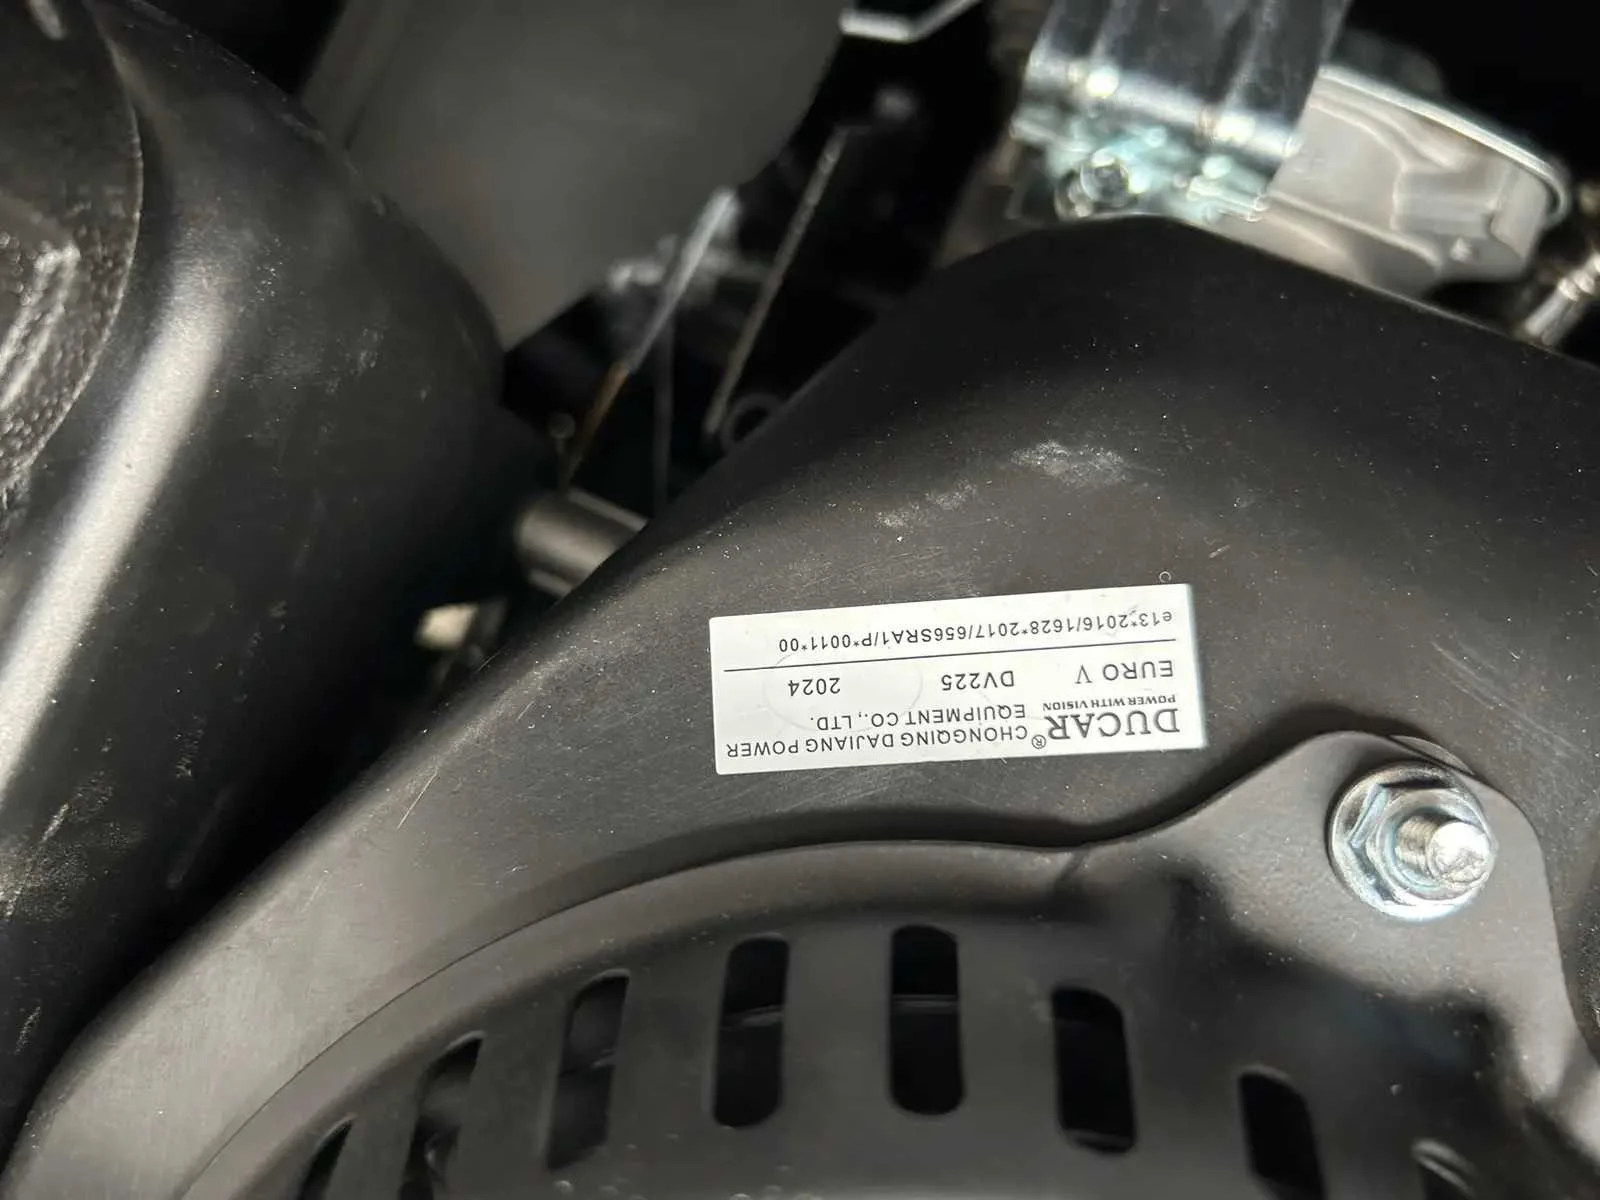 DUCAR® CHONGQING DAJIANG POWER
POWER WITH VISION EQUIPMENT CO., LTD.
EURO V DV225 2024
e13*2016/1628*2017/656SRA1/P*0011*00